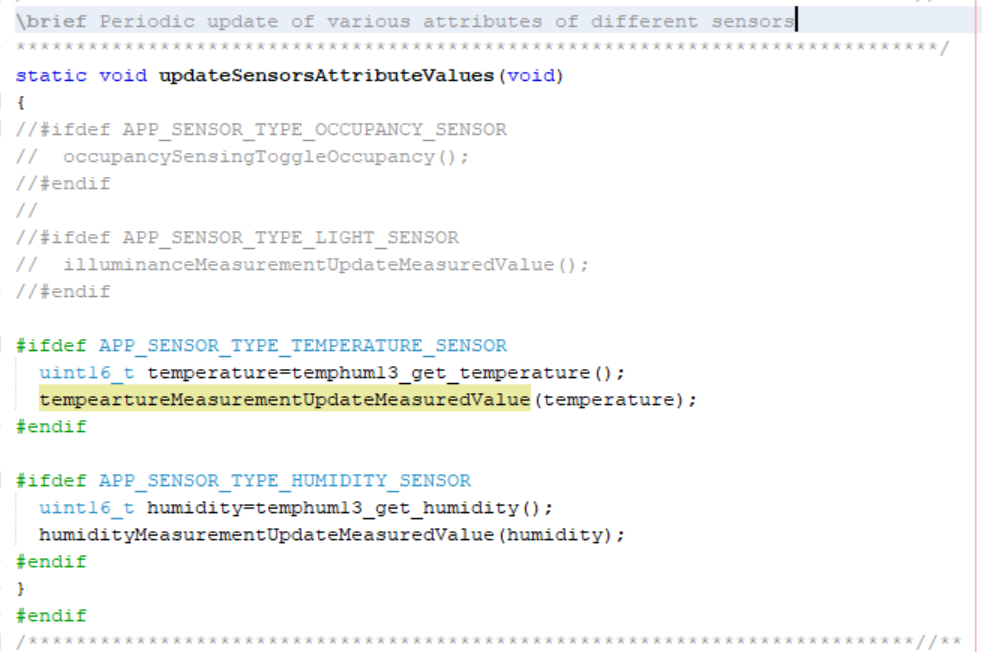 \brief Periodic update of various attributes of different sensors
*****************************************************************************/
static void updateSensorsAttributeValues(void)
{
//#ifdef APP_SENSOR_TYPE_OCCUPANCY_SENSOR
//  occupancySensingToggleOccupancy();
//#endif
//
//#ifdef APP_SENSOR_TYPE_LIGHT_SENSOR
//  illuminanceMeasurementUpdateMeasuredValue();
//#endif

#ifdef APP_SENSOR_TYPE_TEMPERATURE_SENSOR
  uint16_t temperature=temphum13_get_temperature();
  tempeartureMeasurementUpdateMeasuredValue(temperature);
#endif

#ifdef APP_SENSOR_TYPE_HUMIDITY_SENSOR
  uint16_t humidity=temphum13_get_humidity();
  humidityMeasurementUpdateMeasuredValue(humidity);
#endif
}
#endif
/**************************************************************************//**